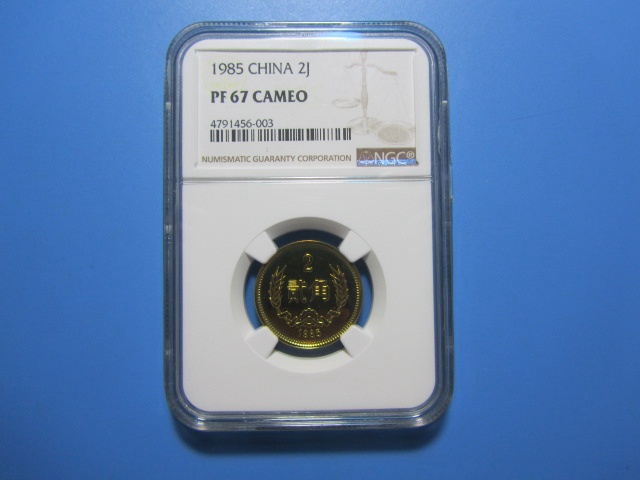 1985 CHINA 2J
PF 67 CAMEO
4791456-003
NUMISMATIC GUARANTY CORPORATION
NGC®
2
贰角
1985